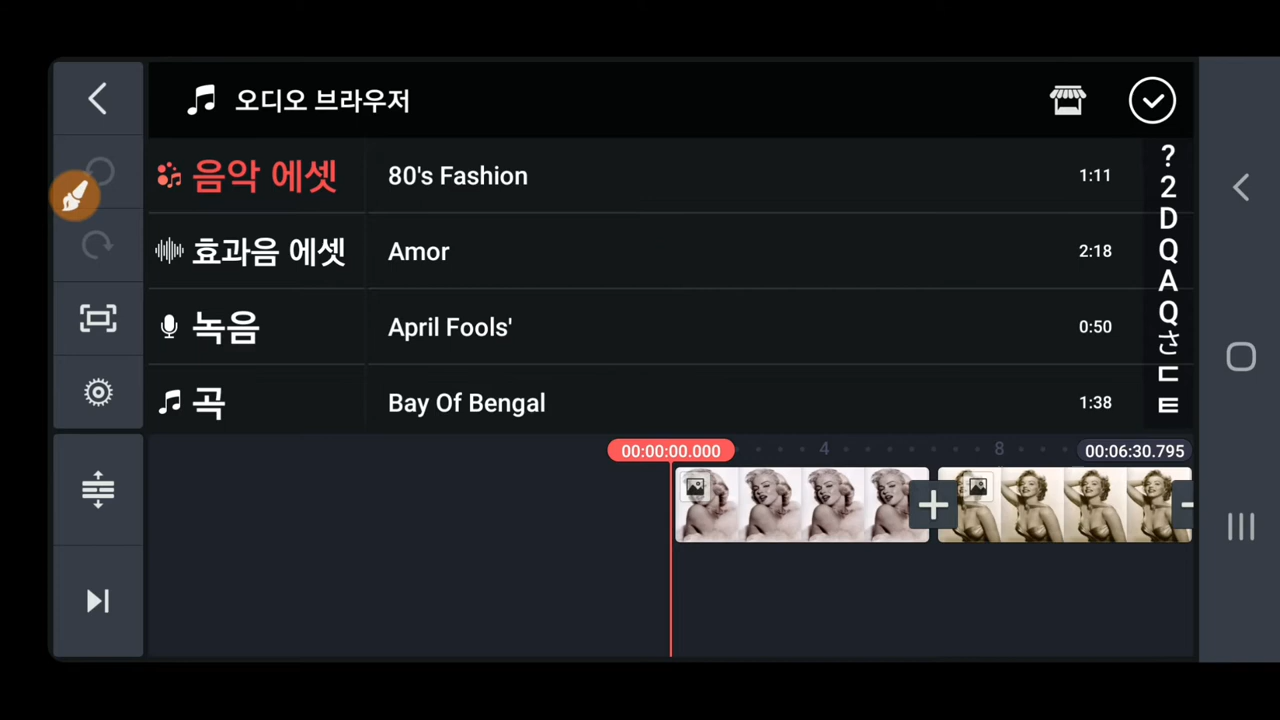 오디오 브라우저
음악 에셋
80's Fashion
1:11
효과음 에셋
Amor
2:18
녹음
April Fools'
0:50
곡
Bay Of Bengal
1:38
?
2
D
Q
A
Q
さ
ㄷ
ㅌ
00:00:00.000
4
8
00:06:30.795